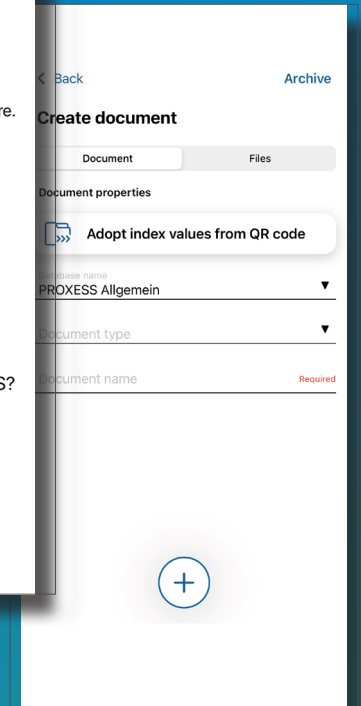 re.
S?
Back
Archive
Create document
Document
Files
Document properties
Adopt index values from QR code
Database name
PROXESS Allgemein
Document type
Document name
Required